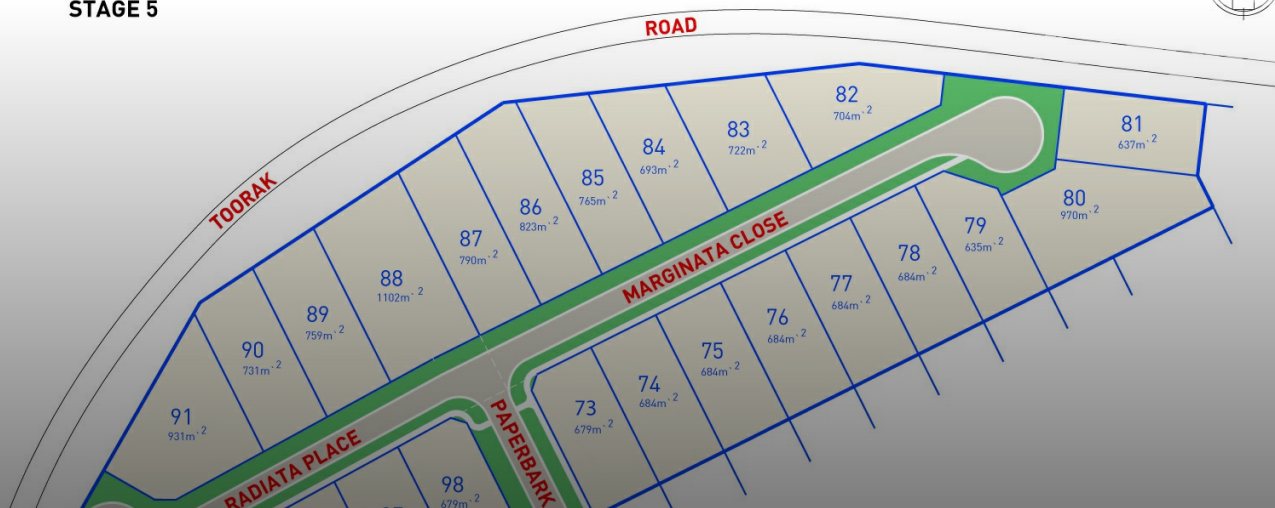 STAGE 5
ROAD
TOORAK
82
704m²
81
637m²
83
722m²
84
693m²
85
765m²
86
823m²
87
790m²
88
1102m²
89
759m²
90
731m²
91
931m²
80
970m²
79
635m²
78
684m²
77
684m²
76
684m²
75
684m²
74
684m²
73
679m²
98
679m²
MARGINATA CLOSE
RADIATA PLACE
PAPERBARK